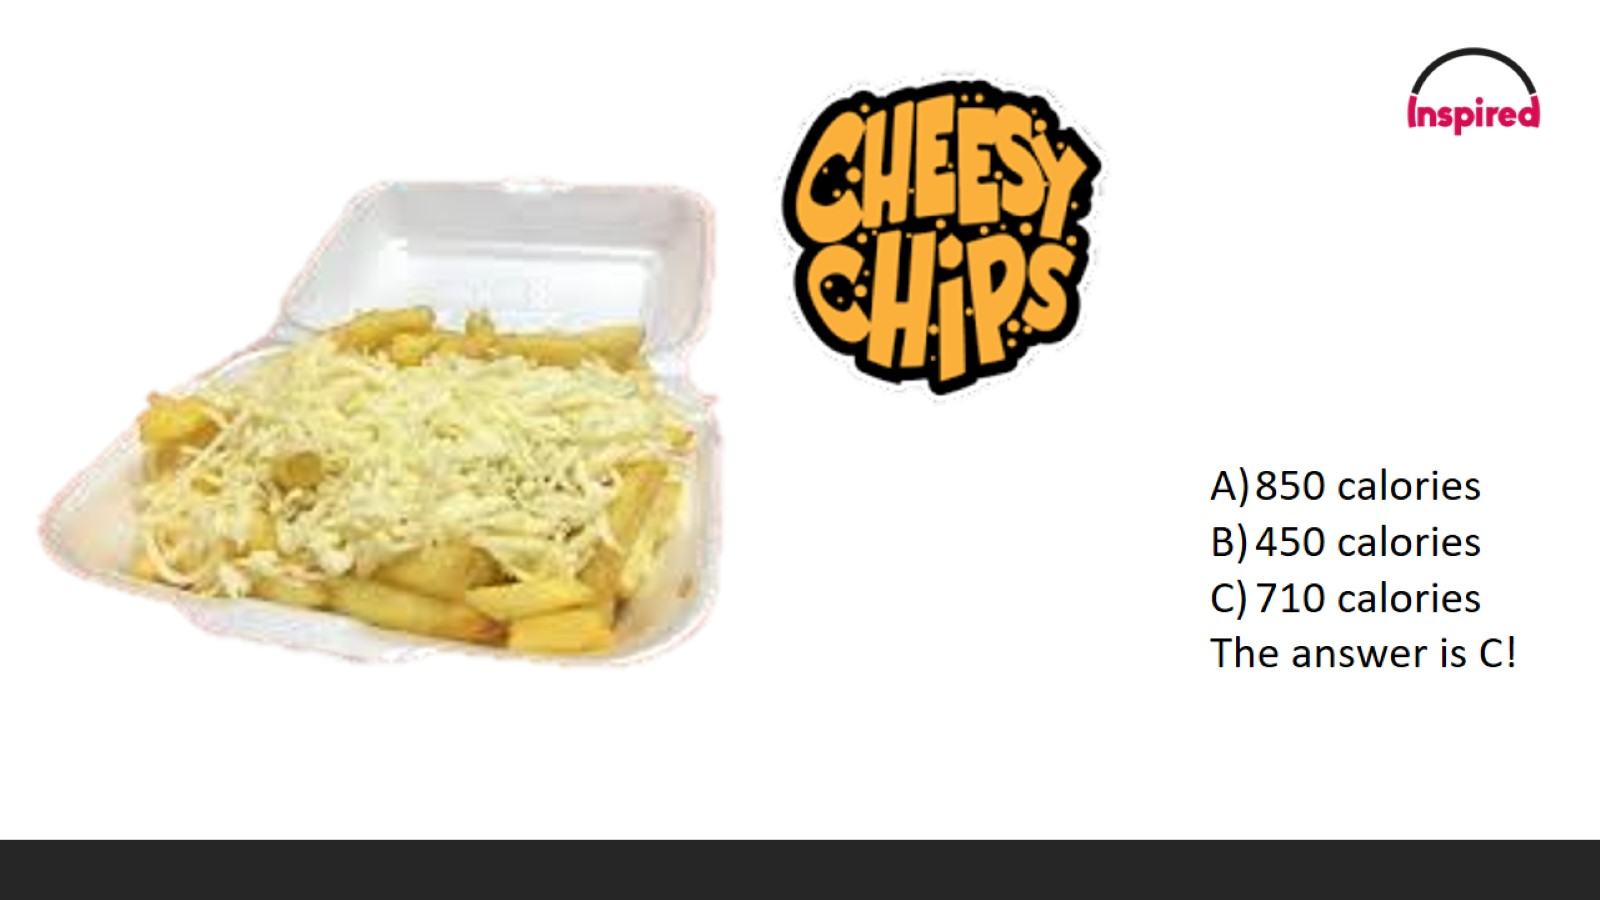 CHEESY
CHiPS
Inspired
A) 850 calories
B) 450 calories
C) 710 calories
The answer is C!